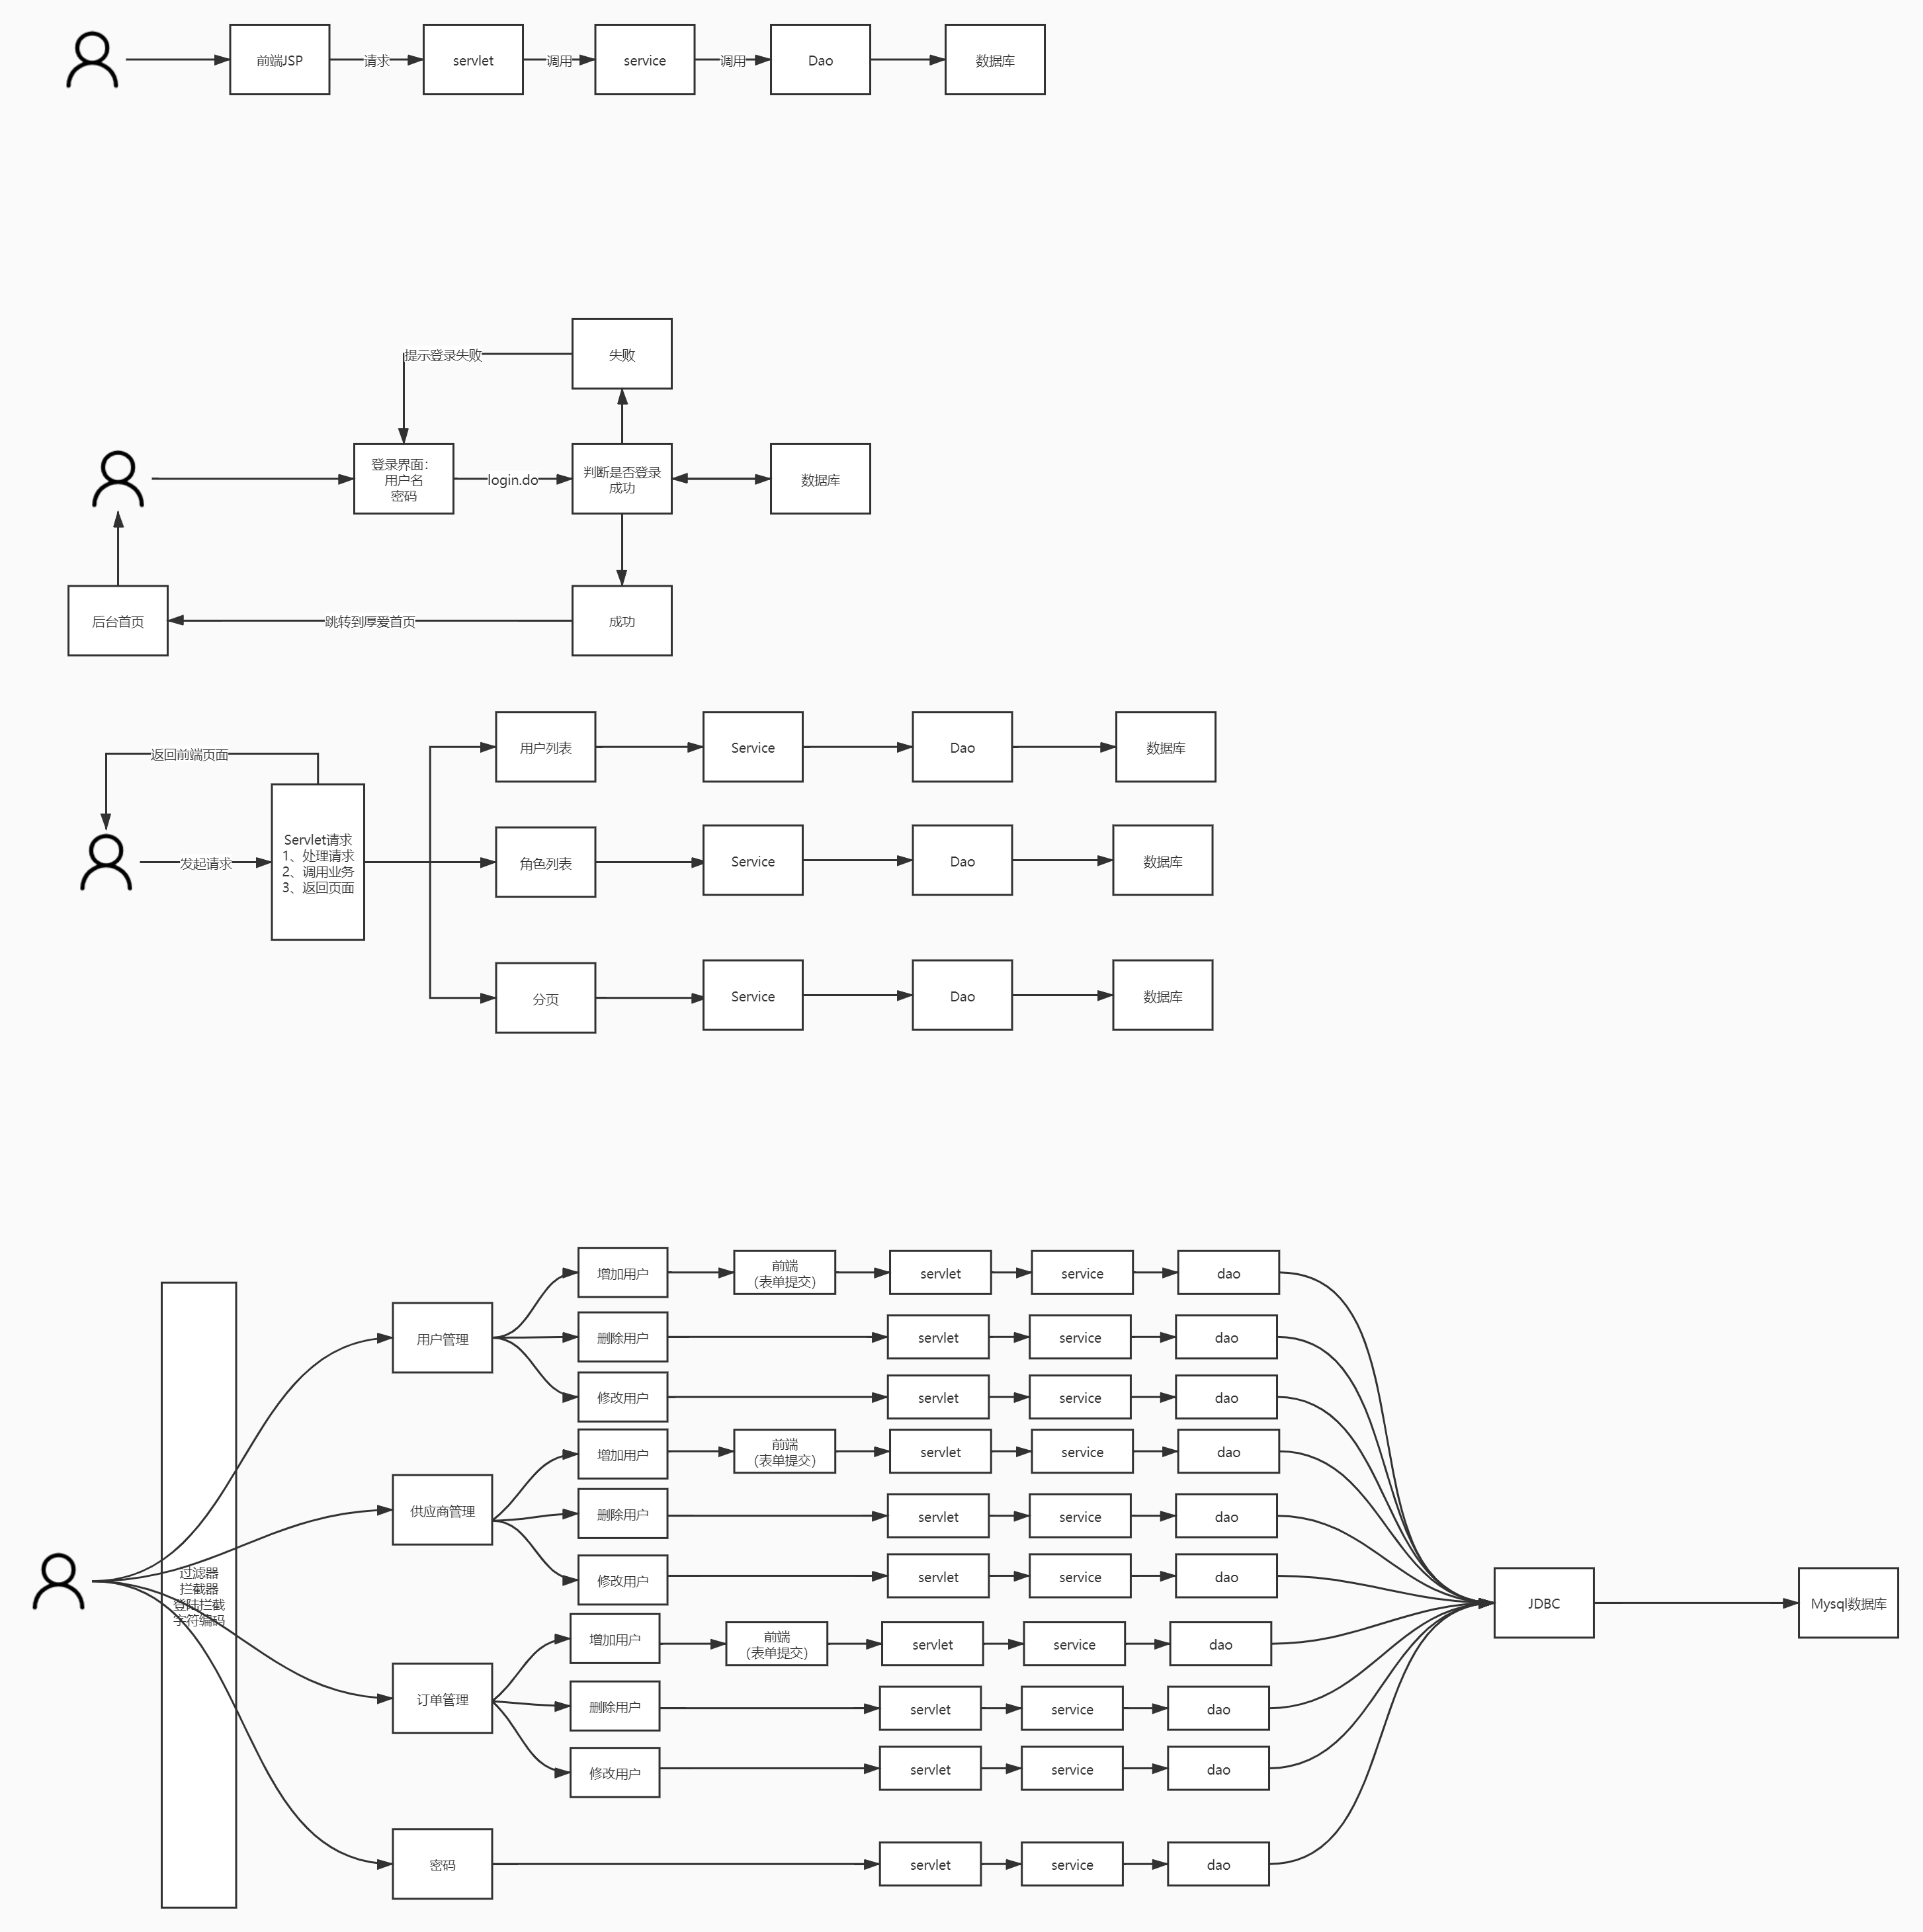 前端JSP
请求
servlet
调用
service
调用
Dao
数据库
失败
提示登录失败
登录界面：
用户名
密码
login.do
判断是否登录
成功
数据库
后台首页
跳转到厚爱首页
成功
返回前端页面
发起请求
Servlet请求
1、处理请求
2、调用业务
3、返回页面
用户列表
Service
Dao
数据库
角色列表
Service
Dao
数据库
分页
Service
Dao
数据库
过滤器
拦截器
登陆拦截
字符编码
用户管理
增加用户
前端
（表单提交）
servlet
service
dao
删除用户
servlet
service
dao
修改用户
servlet
service
dao
供应商管理
增加用户
前端
（表单提交）
servlet
service
dao
删除用户
servlet
service
dao
修改用户
servlet
service
dao
订单管理
增加用户
前端
（表单提交）
servlet
service
dao
删除用户
servlet
service
dao
修改用户
servlet
service
dao
密码
servlet
service
dao
JDBC
Mysql数据库